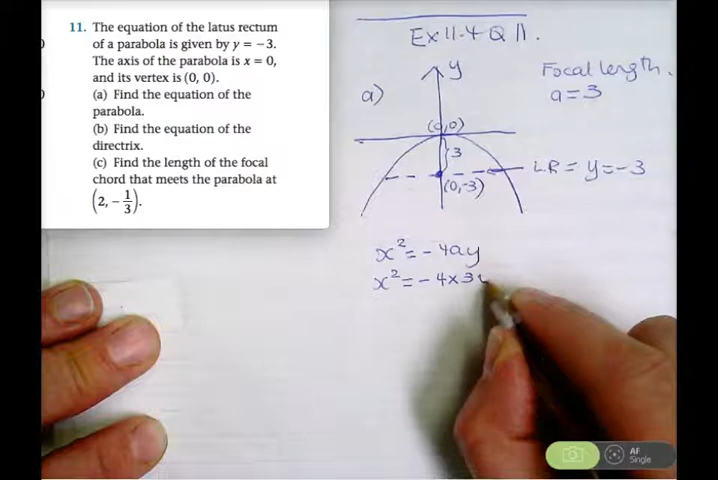 11. The equation of the latus rectum
of a parabola is given by y = −3.
The axis of the parabola is x = 0,
and its vertex is (0, 0).
(a) Find the equation of the
parabola.
(b) Find the equation of the
directrix.
(c) Find the length of the focal
chord that meets the parabola at
(2, −1/3).
Ex 11.4 Q 11.
a)
y
Focal length.
a = 3
(0,0)
3
L.R = y = −3
(0,−3)
x² = −4ay
x² = −4×3
AF
Single